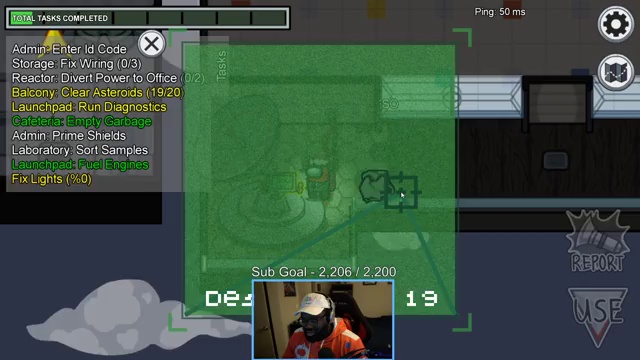 TOTAL TASKS COMPLETED
Ping: 50 ms
Admin: Enter Id Code
Storage: Fix Wiring (0/3)
Reactor: Divert Power to Office (0/2)
Balcony: Clear Asteroids (19/20)
Launchpad: Run Diagnostics
Cafeteria: Empty Garbage
Admin: Prime Shields
Laboratory: Sort Samples
Launchpad: Fuel Engines
Fix Lights (%0)
Tasks
REPORT
USE
Sub Goal - 2,206 / 2,200
19